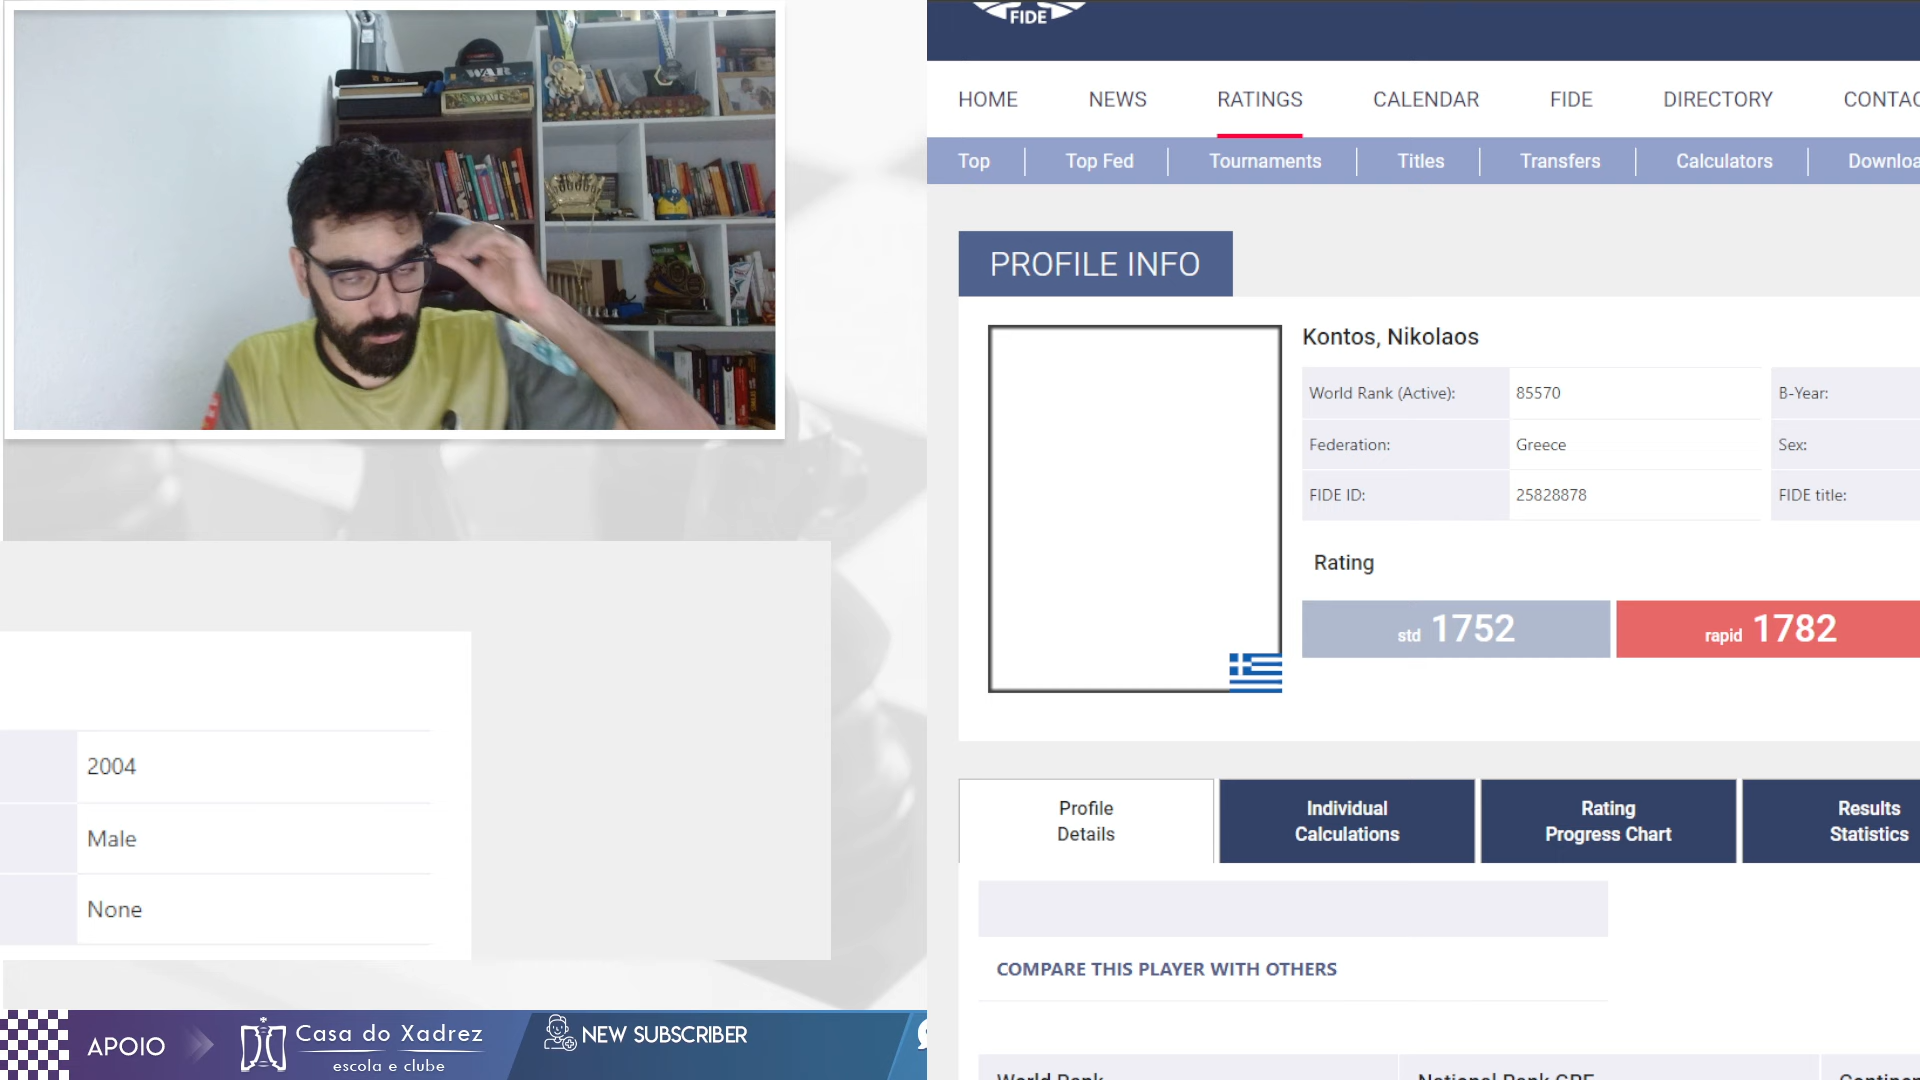 WAR
FIDE
HOME
NEWS
RATINGS
CALENDAR
FIDE
DIRECTORY
CONTAC
Top
Top Fed
Tournaments
Titles
Transfers
Calculators
Downloa
PROFILE INFO
Kontos, Nikolaos
World Rank (Active): 85570 B-Year:
Federation: Greece Sex:
FIDE ID: 25828878 FIDE title:
Rating
std 1752
rapid 1782
Profile
Details
Individual
Calculations
Rating
Progress Chart
Results
Statistics
COMPARE THIS PLAYER WITH OTHERS
2004
Male
None
APOIO
Casa do Xadrez
escola e clube
NEW SUBSCRIBER